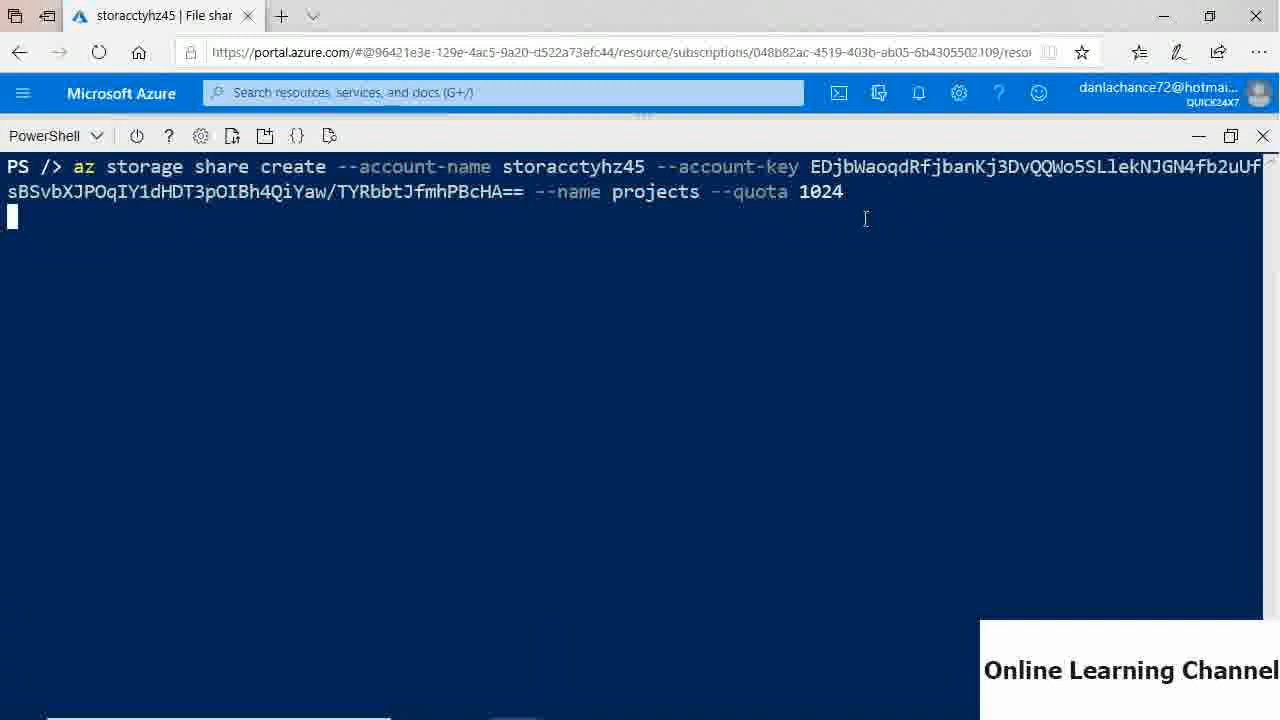 storacctyhz45 | File shar
https://portal.azure.com/#@96421e3e-129e-4ac5-9a20-d522a73efc44/resource/subscriptions/048b82ac-4519-403b-ab05-6b4305502109/resou
Microsoft Azure
Search resources, services, and docs (G+/)
danlachance72@hotmai...
QUICK24X7
PowerShell
PS /> az storage share create --account-name storacctyhz45 --account-key EDjbWaoqdRfjbanKj3DvQQWo5SLlekNJGN4fb2uUf
sBSvbXJPOqIY1dHDT3pOIBh4QiYaw/TYRbbtJfmhPBcHA== --name projects --quota 1024
Online Learning Channel